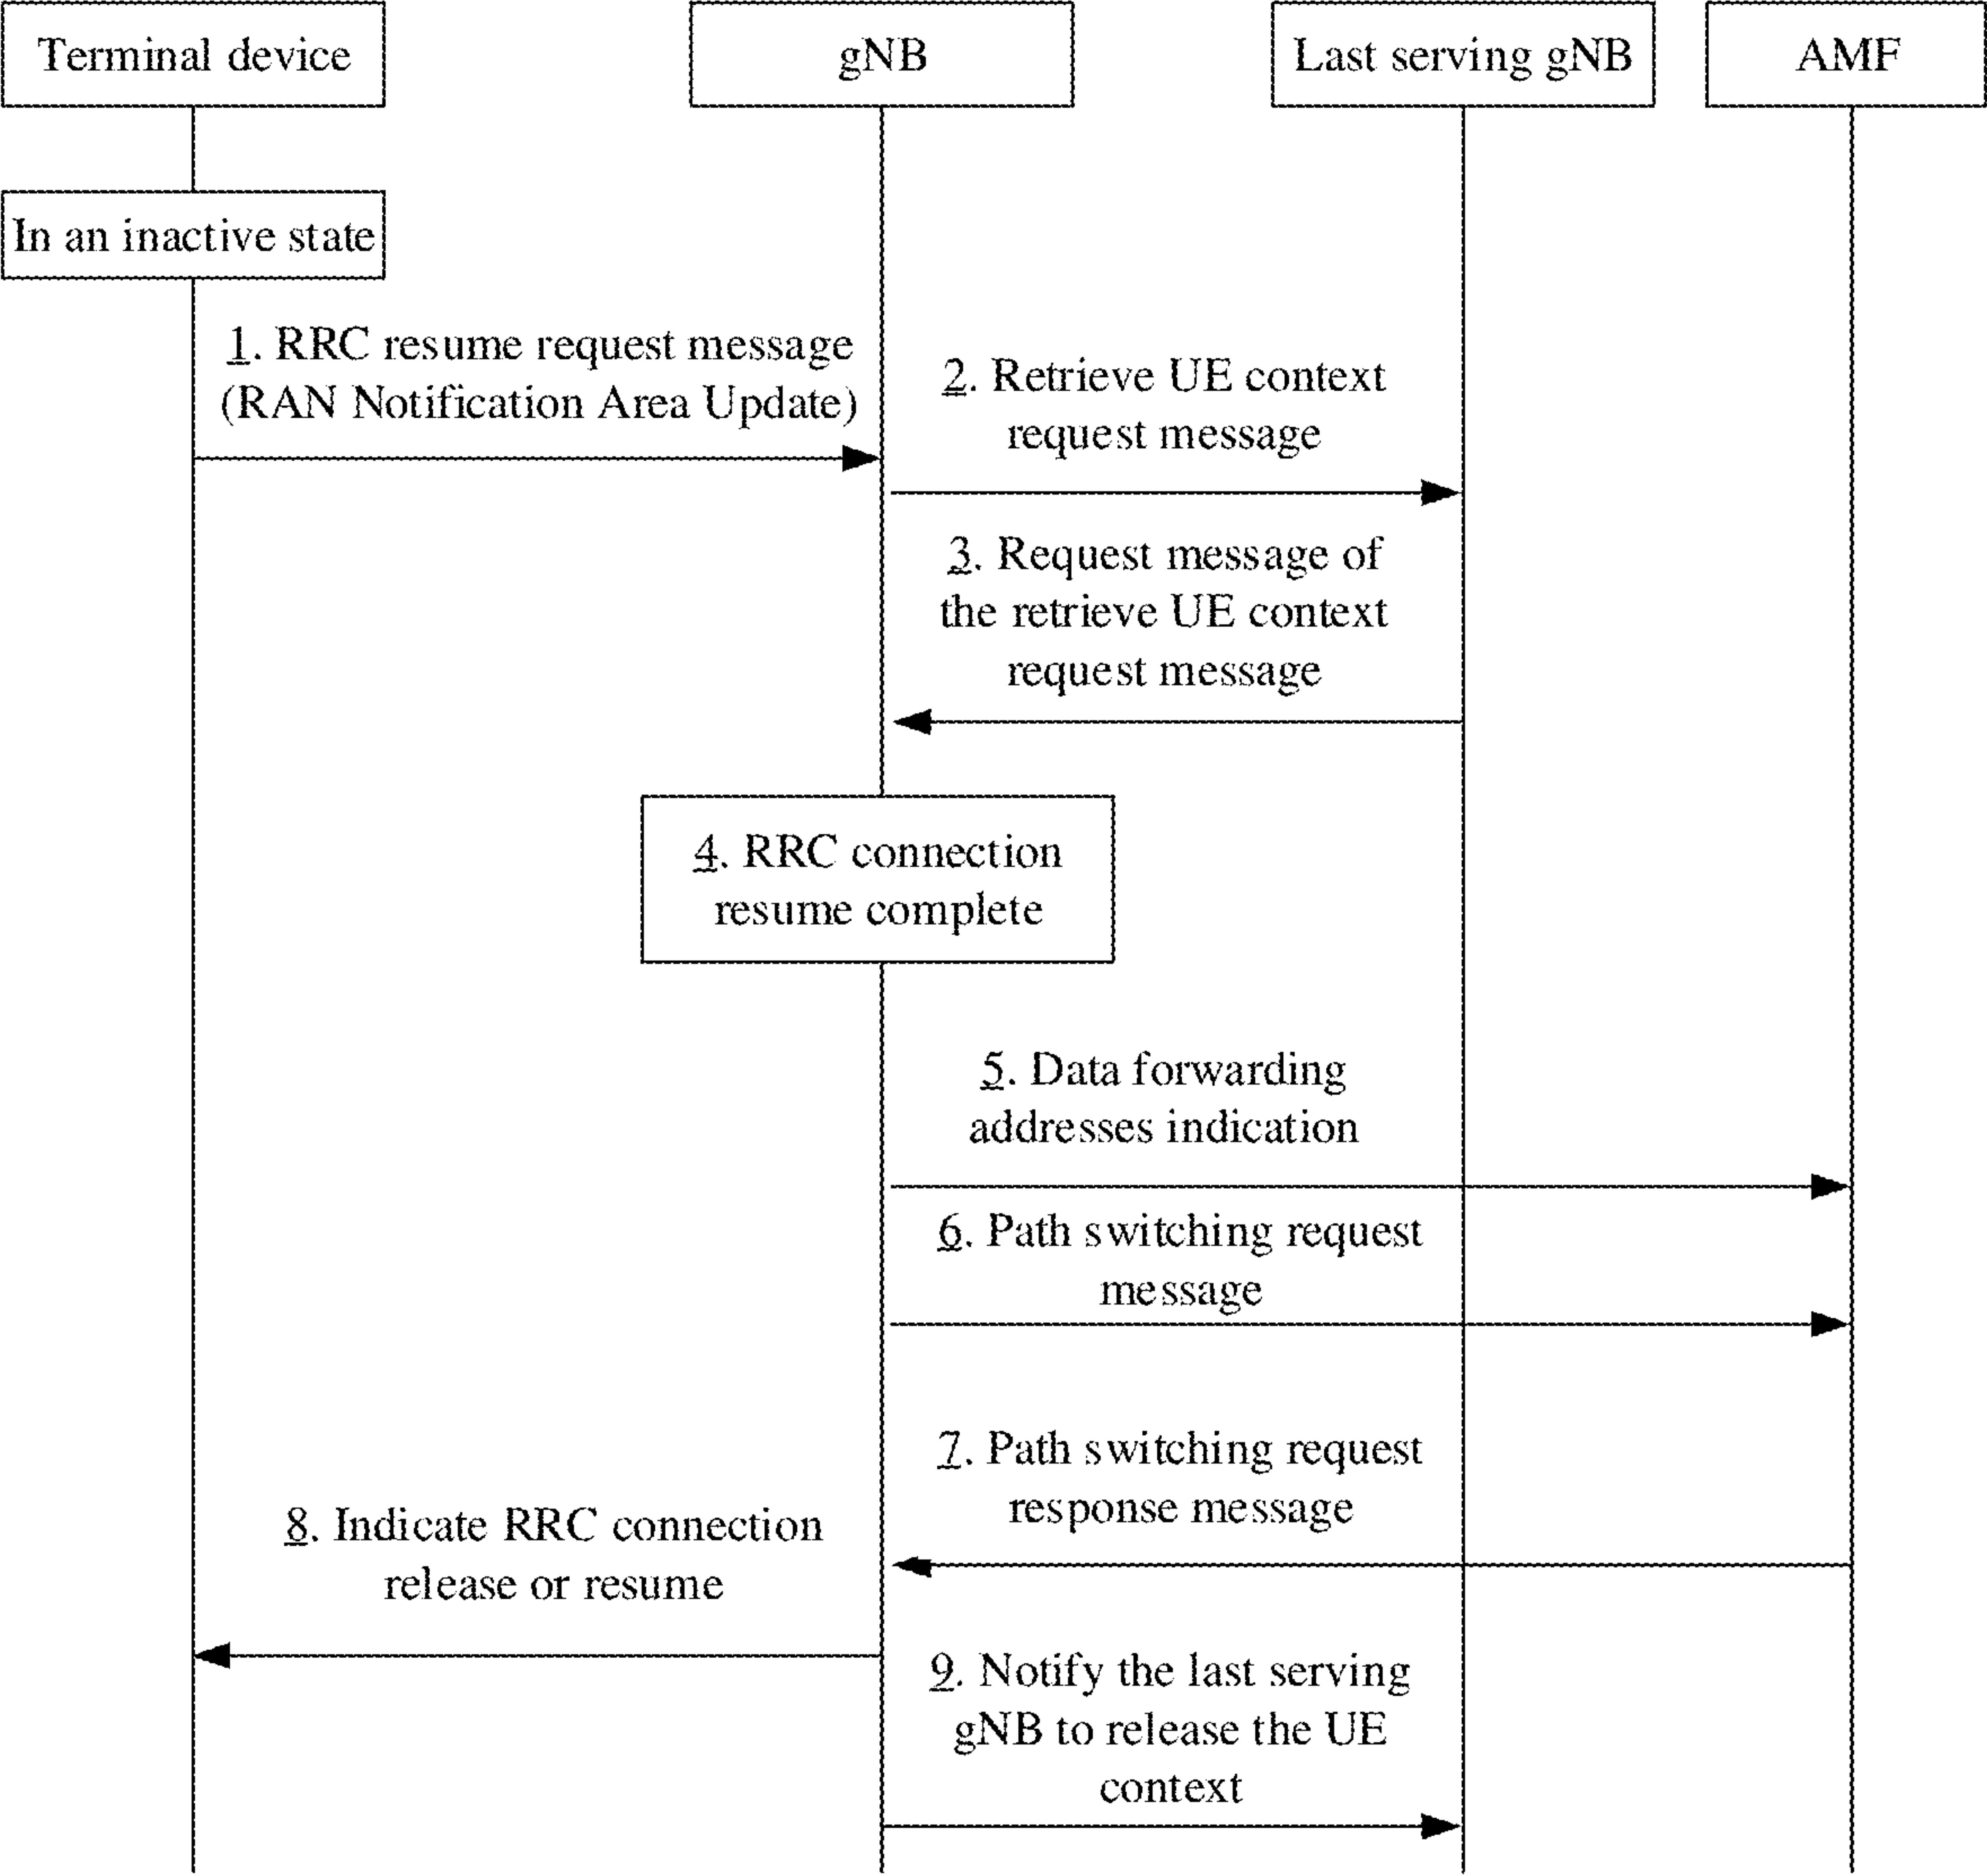 Terminal device
gNB
Last serving gNB
AMF
In an inactive state
1. RRC resume request message
(RAN Notification Area Update)
2. Retrieve UE context
request message
3. Request message of
the retrieve UE context
request message
4. RRC connection
resume complete
5. Data forwarding
addresses indication
6. Path switching request
message
7. Path switching request
response message
8. Indicate RRC connection
release or resume
9. Notify the last serving
gNB to release the UE
context